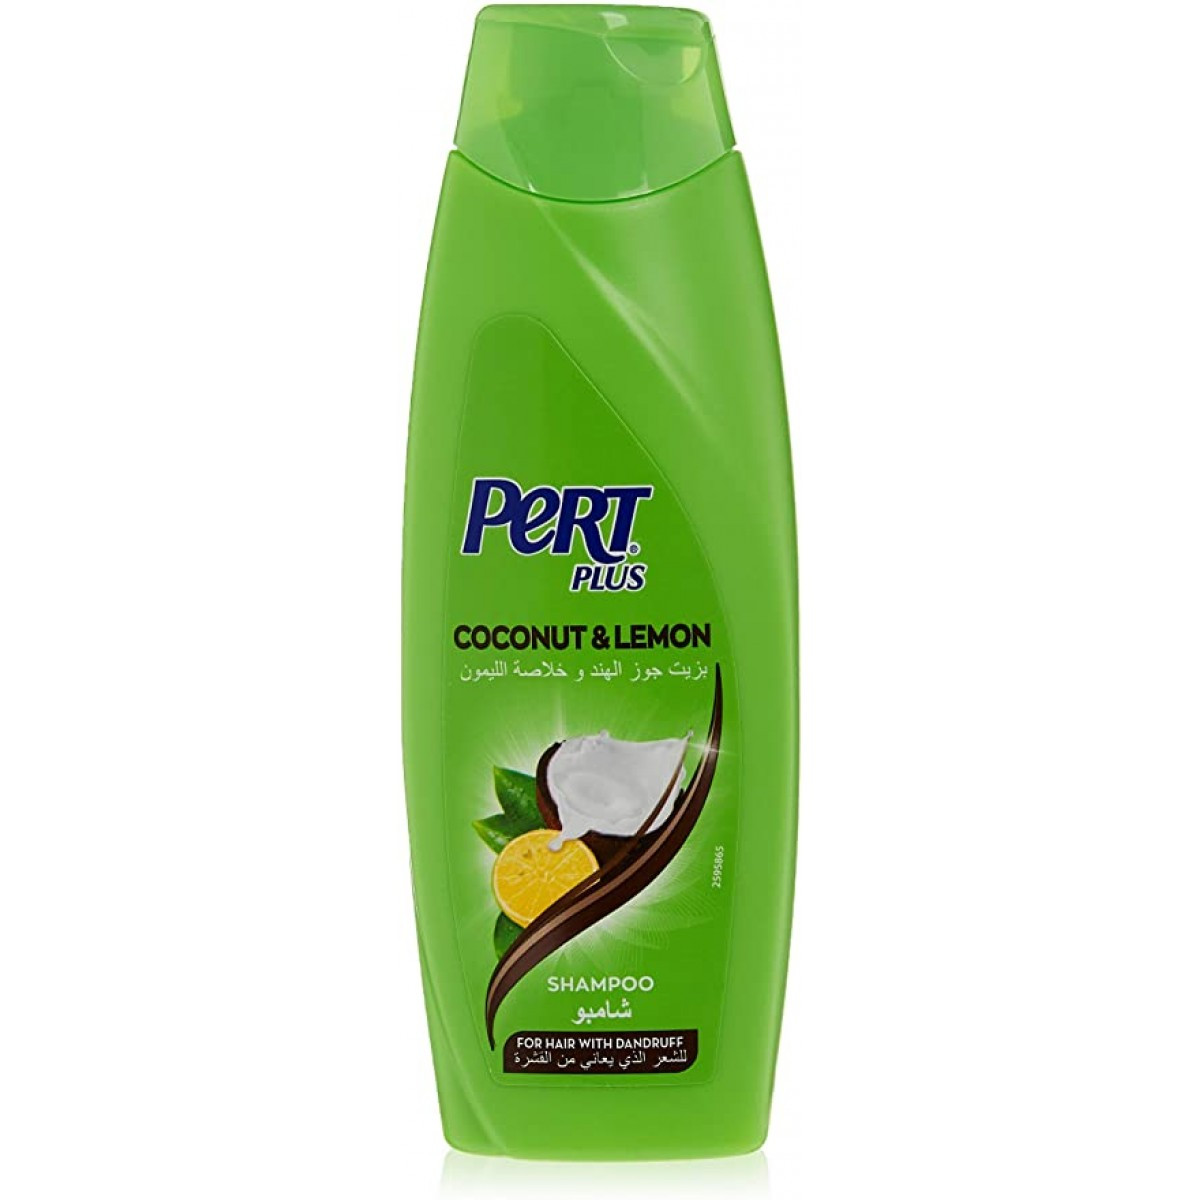 PERT®
PLUS
COCONUT & LEMON
بزيت جوز الهند و خلاصة الليمون
2595865
SHAMPOO
شامبو
FOR HAIR WITH DANDRUFF
للشعر الذي يعاني من القشرة